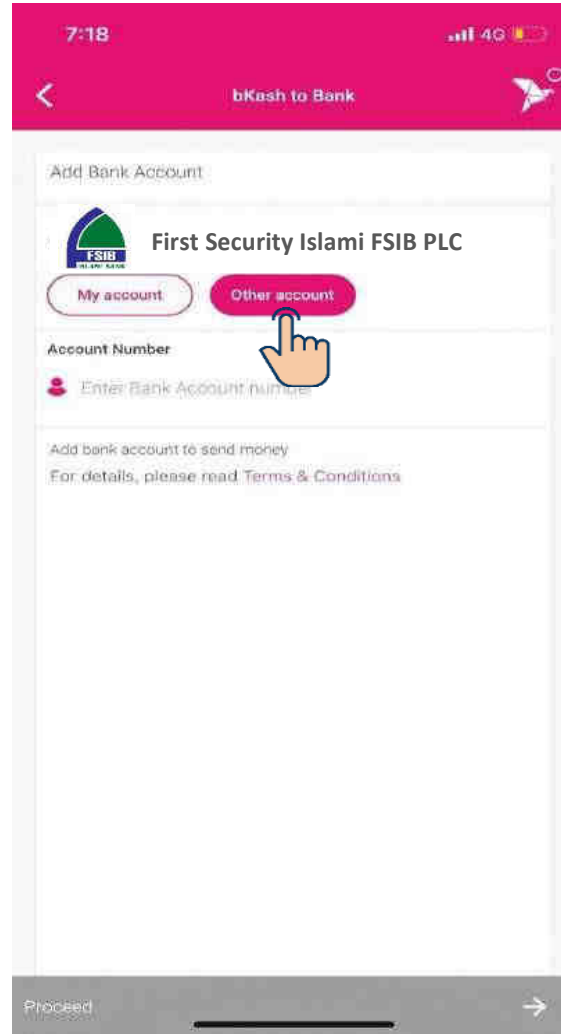 7:18 4G
bKash to Bank
Add Bank Account
FSIB
First Security Islami FSIB PLC
My account Other account
Account Number
Enter Bank Account number
Add bank account to send money
For details, please read Terms & Conditions
Proceed